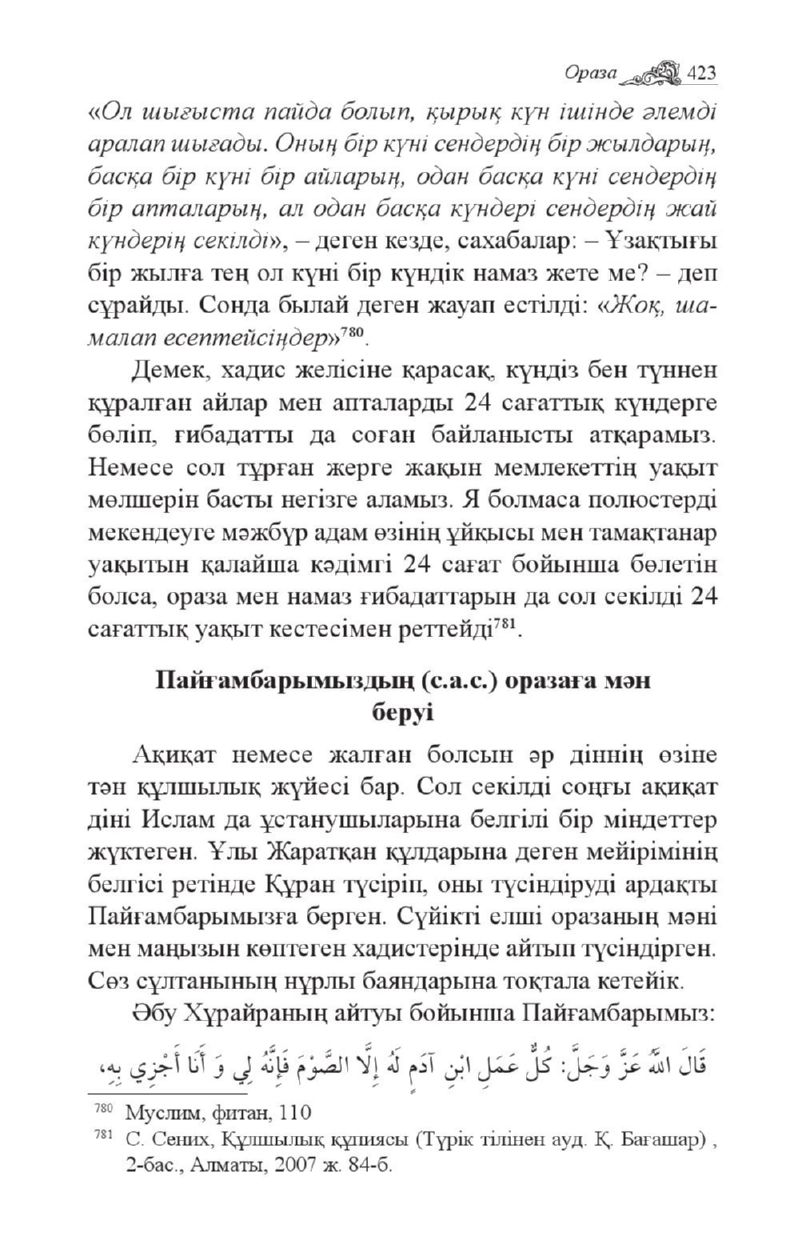 Ораза 423
«Ол шығыста пайда болып, қырық күн ішінде әлемді
аралап шығады. Оның бір күні сендердің бір жылдарың,
басқа бір күні бір айларың, одан басқа күні сендердің
бір апталарың, ал одан басқа күндері сендердің жай
күндерің секілді», – деген кезде, сахабалар: – Ұзақтығы
бір жылға тең ол күні бір күндік намаз жете ме? – деп
сұрайды. Сонда былай деген жауап естілді: «Жоқ, ша-
малап есептейсіңдер»⁷⁸⁰.
Демек, хадис желісіне қарасақ, күндіз бен түннен
құралған айлар мен апталарды 24 сағаттық күндерге
бөліп, ғибадатты да соған байланысты атқарамыз.
Немесе сол тұрған жерге жақын мемлекеттің уақыт
мөлшерін басты негізге аламыз. Я болмаса полюстерді
мекендеуге мәжбүр адам өзінің ұйқысы мен тамақтанар
уақытын қалайша кәдімгі 24 сағат бойынша бөлетін
болса, ораза мен намаз ғибадаттарын да сол секілді 24
сағаттық уақыт кестесімен реттейді⁷⁸¹.
Пайғамбарымыздың (с.а.с.) оразаға мән
беруі
Ақиқат немесе жалған болсын әр діннің өзіне
тән құлшылық жүйесі бар. Сол секілді соңғы ақиқат
діні Ислам да ұстанушыларына белгілі бір міндеттер
жүктеген. Ұлы Жаратқан құлдарына деген мейірімінің
белгісі ретінде Құран түсіріп, оны түсіндіруді ардақты
Пайғамбарымызға берген. Сүйікті елші оразаның мәні
мен маңызын көптеген хадистерінде айтып түсіндірген.
Сөз сұлтанының нұрлы баяндарына тоқтала кетейік.
Әбу Хұрайраның айтуы бойынша Пайғамбарымыз:
قَالَ اللهُ عَزَّ وَجَلَّ: كُلُّ عَمَلِ ابْنِ آدَمَ لَهُ إِلَّا الصَّوْمَ فَإِنَّهُ لِي وَ أَنَا أَجْزِي بِهِ،
⁷⁸⁰ Муслим, фитан, 110
⁷⁸¹ С. Сених, Құлшылық құпиясы (Түрік тілінен ауд. Қ. Бағашар) ,
2-бас., Алматы, 2007 ж. 84-б.